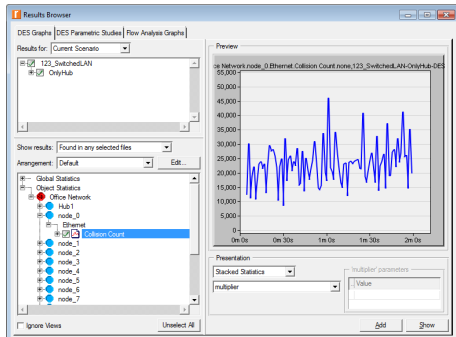 Results Browser
DES Graphs DES Parametric Studies Flow Analysis Graphs
Results for: Current Scenario
123_SwitchedLAN
OnlyHub
Show results: Found in any selected files
Arrangement: Default Edit...
Global Statistics
Object Statistics
Office Network
Hub1
node_0
Ethernet
Collision Count
node_1
node_2
node_3
node_4
node_5
node_6
node_7
Ignore Views Unselect All
Preview
ce Network.node_0.Ethernet.Collision Count none,123_SwitchedLAN-OnlyHub-DES
55,000
50,000
45,000
40,000
35,000
30,000
25,000
20,000
15,000
10,000
5,000
0
0m 0s 0m 30s 1m 0s 1m 30s 2m 0s
Presentation
Stacked Statistics
multiplier
'multiplier' parameters
Value
Add Show